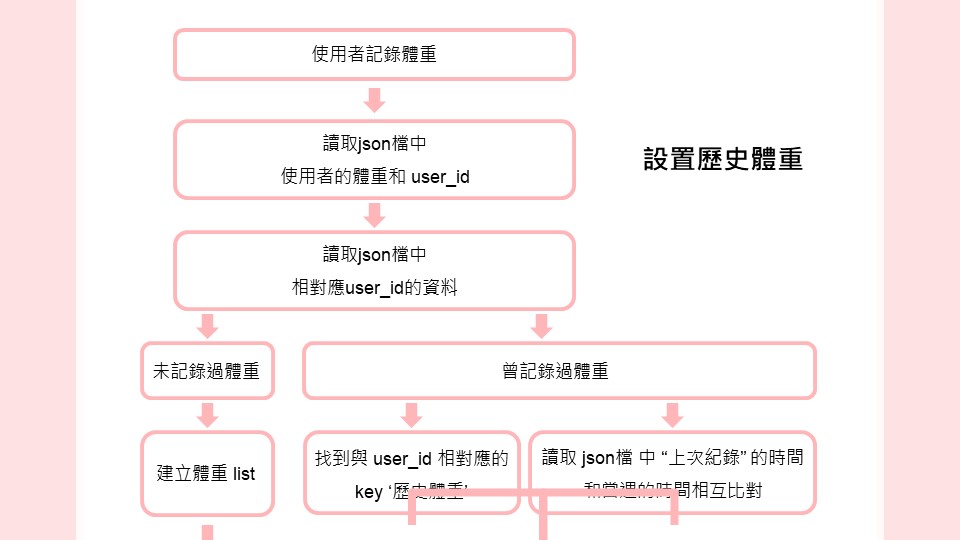 使用者記錄體重
讀取json檔中
使用者的體重和 user_id
設置歷史體重
讀取json檔中
相對應user_id的資料
未記錄過體重
曾記錄過體重
建立體重 list
找到與 user_id 相對應的
key ‘歷史體重’
讀取 json檔 中 “上次紀錄” 的時間
和當週的時間相互比對